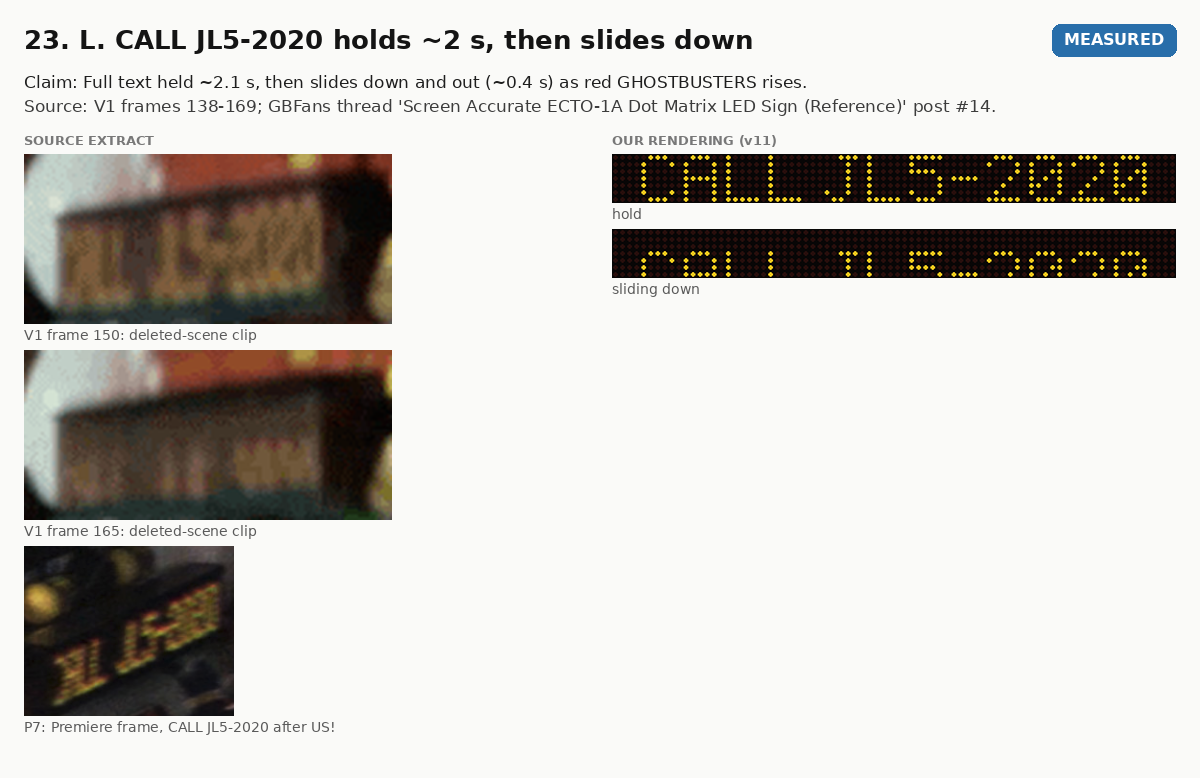 23. L. CALL JL5-2020 holds ~2 s, then slides down
MEASURED
Claim: Full text held ~2.1 s, then slides down and out (~0.4 s) as red GHOSTBUSTERS rises.
Source: V1 frames 138-169; GBFans thread 'Screen Accurate ECTO-1A Dot Matrix LED Sign (Reference)' post #14.
SOURCE EXTRACT
V1 frame 150: deleted-scene clip
V1 frame 165: deleted-scene clip
P7: Premiere frame, CALL JL5-2020 after US!
OUR RENDERING (v11)
CALL JL5-2020
hold
CALL JL5-2020
sliding down